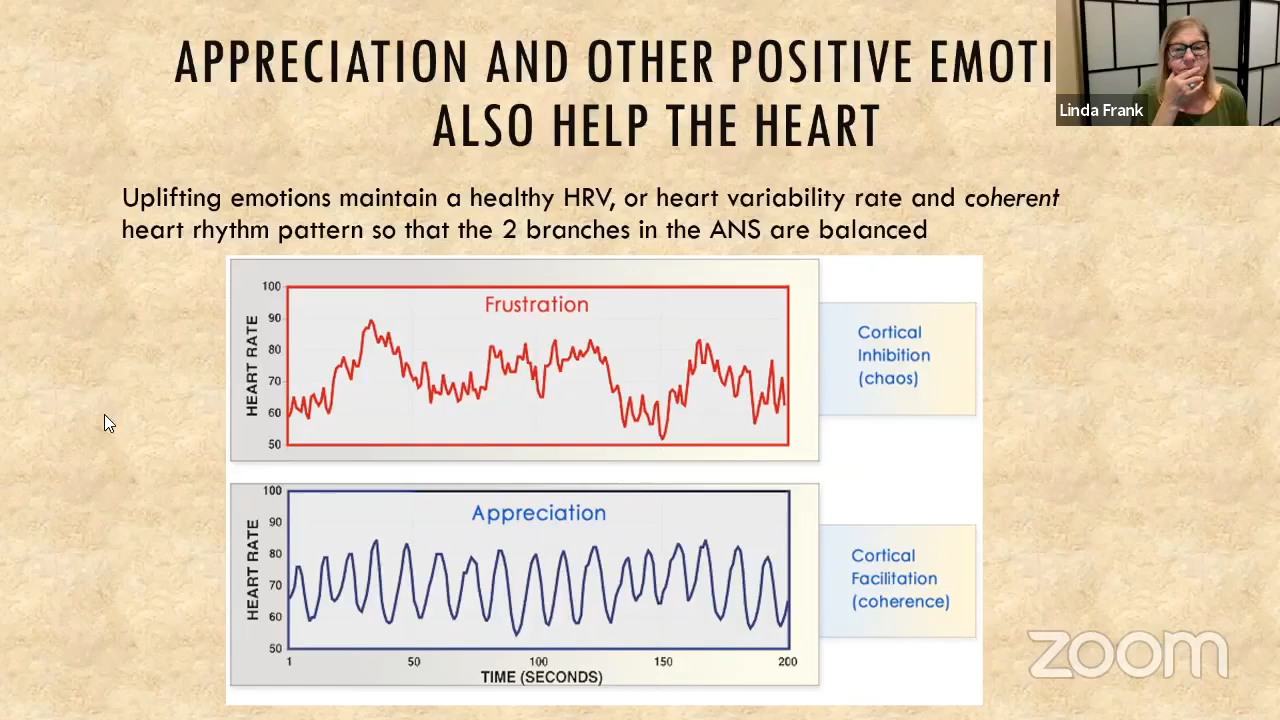 APPRECIATION AND OTHER POSITIVE EMOTI
ALSO HELP THE HEART
Linda Frank
Uplifting emotions maintain a healthy HRV, or heart variability rate and coherent
heart rhythm pattern so that the 2 branches in the ANS are balanced
Frustration
HEART RATE
100
90
80
70
60
50
Cortical
Inhibition
(chaos)
Appreciation
HEART RATE
100
90
80
70
60
50
1 50 100 150 200
TIME (SECONDS)
Cortical
Facilitation
(coherence)
zoom